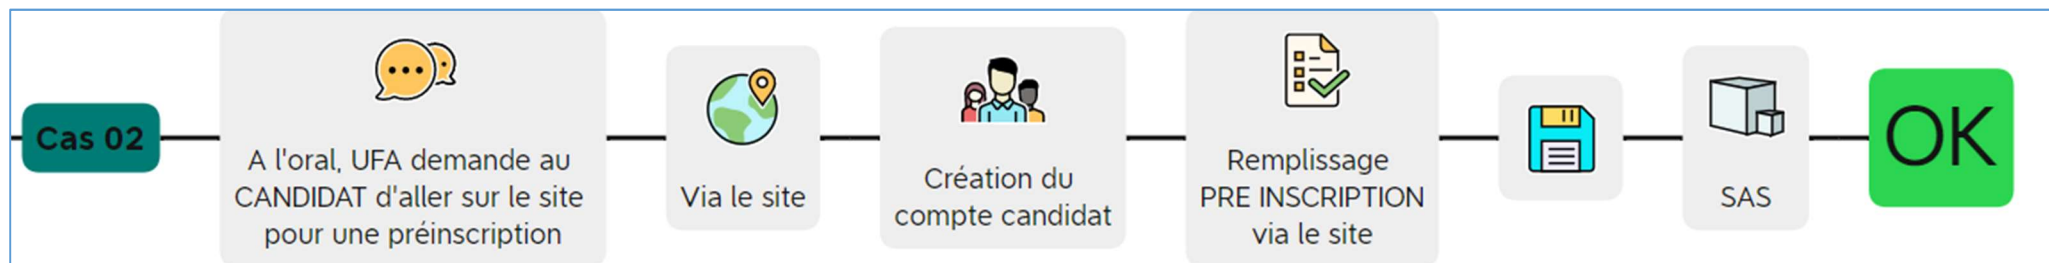 Cas 02
A l'oral, UFA demande au
CANDIDAT d'aller sur le site
pour une préinscription
Via le site
Création du
compte candidat
Remplissage
PRE INSCRIPTION
via le site
SAS
OK